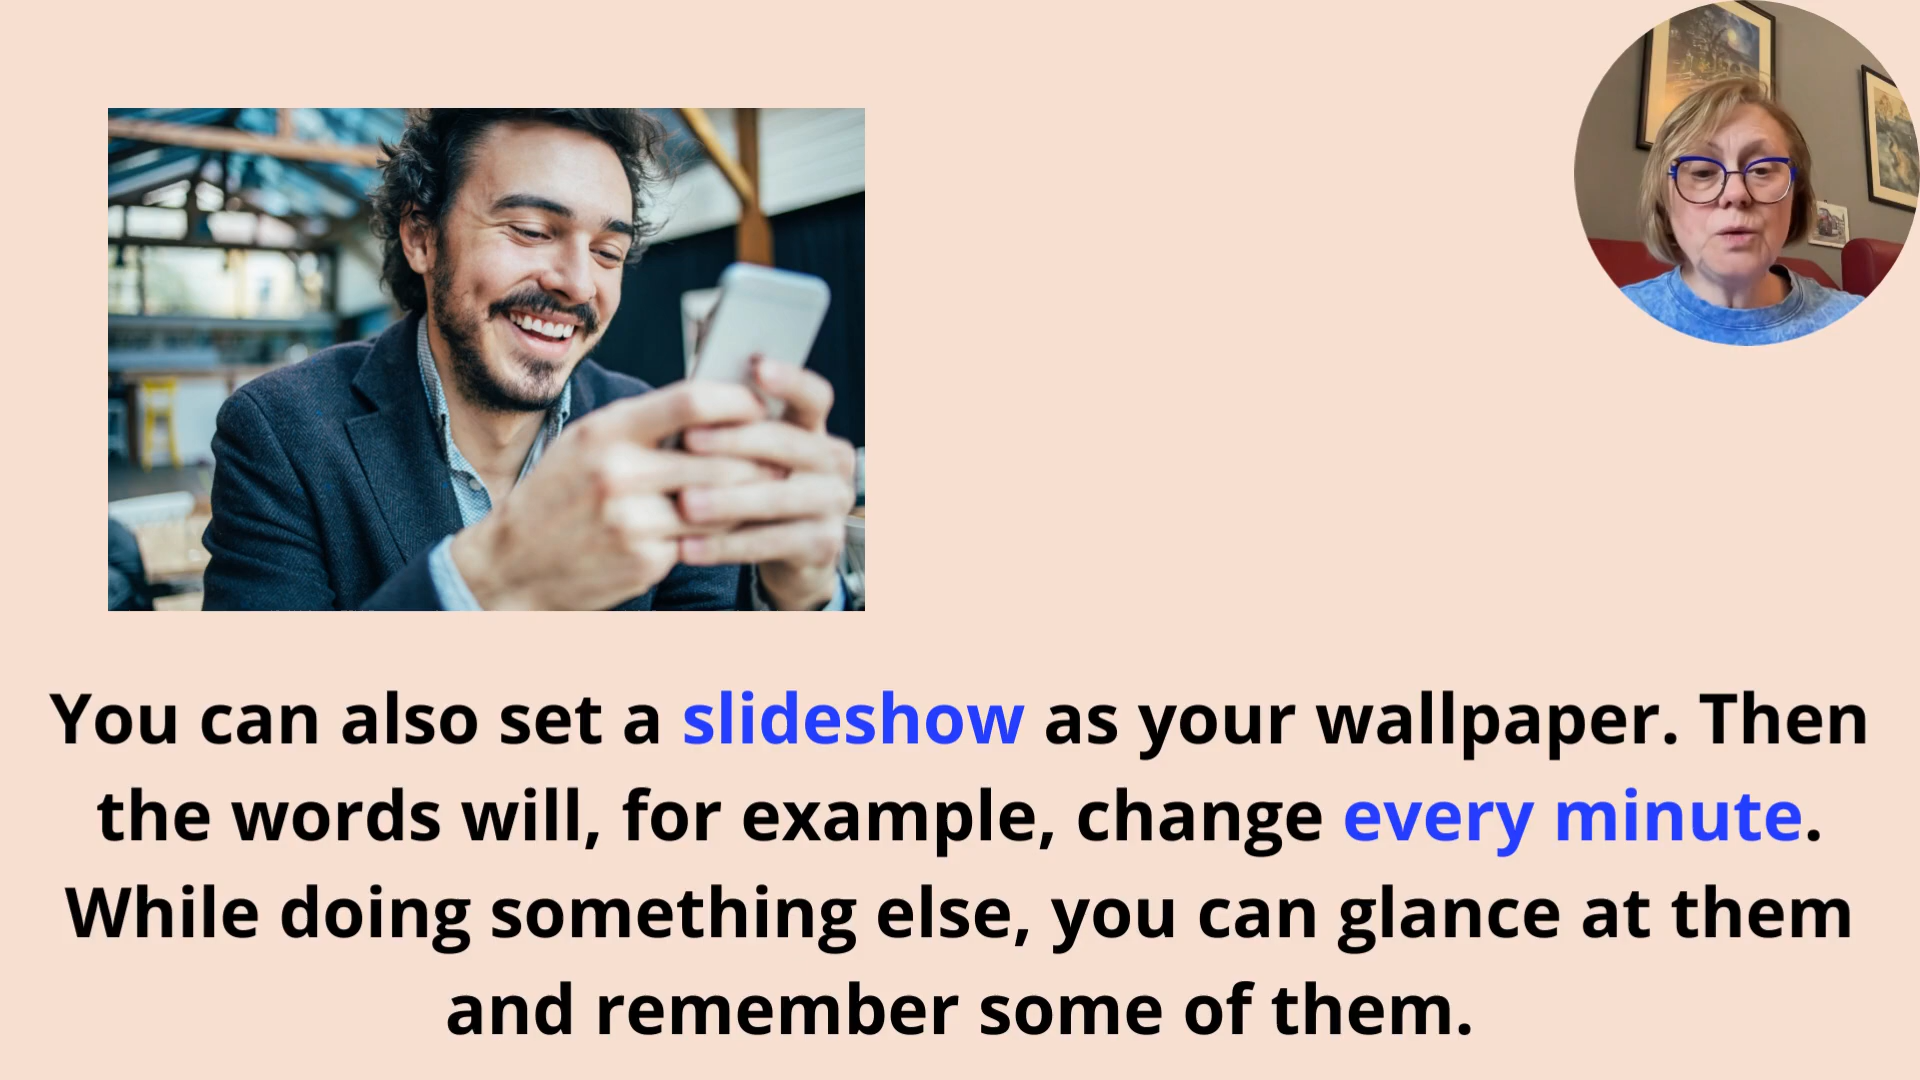 You can also set a slideshow as your wallpaper. Then
the words will, for example, change every minute.
While doing something else, you can glance at them
and remember some of them.